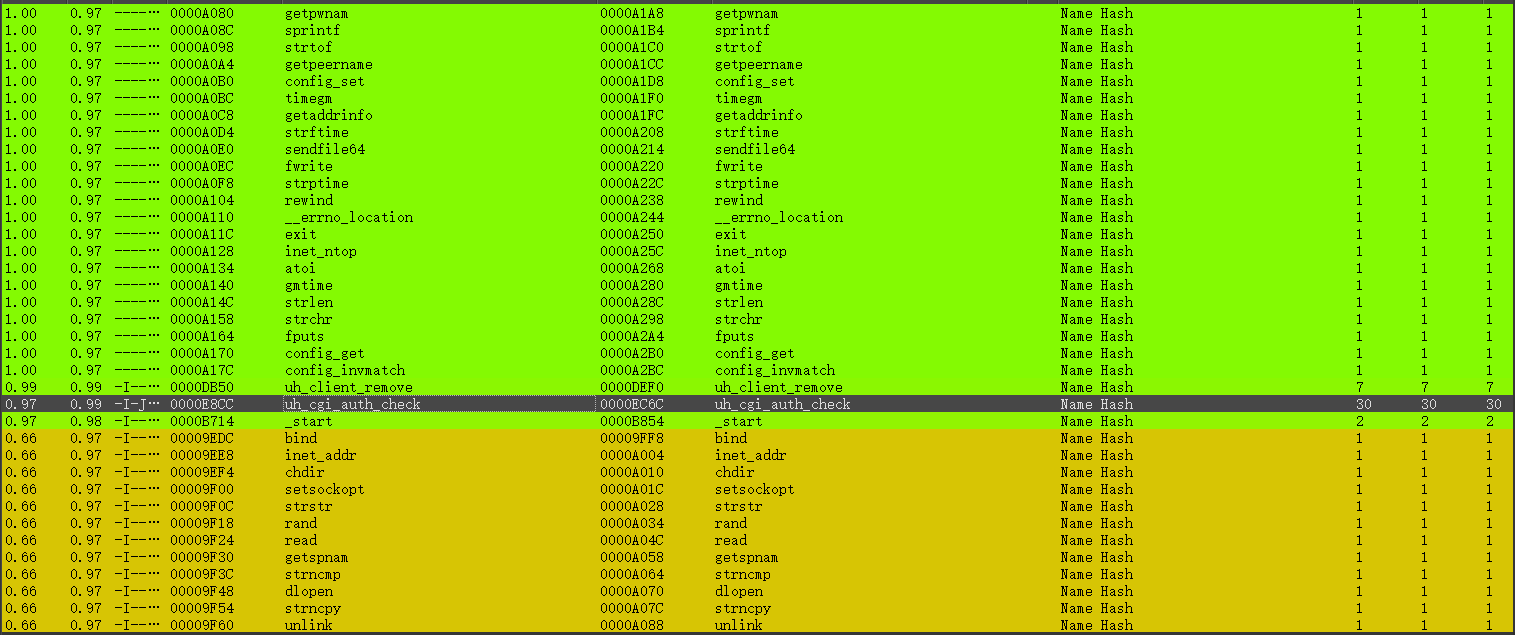 1.00 0.97 -----… 0000A080 getpwnam 0000A1A8 getpwnam Name Hash 1 1 1
1.00 0.97 -----… 0000A08C sprintf 0000A1B4 sprintf Name Hash 1 1 1
1.00 0.97 -----… 0000A098 strtof 0000A1C0 strtof Name Hash 1 1 1
1.00 0.97 -----… 0000A0A4 getpeername 0000A1CC getpeername Name Hash 1 1 1
1.00 0.97 -----… 0000A0B0 config_set 0000A1D8 config_set Name Hash 1 1 1
1.00 0.97 -----… 0000A0BC timegm 0000A1F0 timegm Name Hash 1 1 1
1.00 0.97 -----… 0000A0C8 getaddrinfo 0000A1FC getaddrinfo Name Hash 1 1 1
1.00 0.97 -----… 0000A0D4 strftime 0000A208 strftime Name Hash 1 1 1
1.00 0.97 -----… 0000A0E0 sendfile64 0000A214 sendfile64 Name Hash 1 1 1
1.00 0.97 -----… 0000A0EC fwrite 0000A220 fwrite Name Hash 1 1 1
1.00 0.97 -----… 0000A0F8 strptime 0000A22C strptime Name Hash 1 1 1
1.00 0.97 -----… 0000A104 rewind 0000A238 rewind Name Hash 1 1 1
1.00 0.97 -----… 0000A110 __errno_location 0000A244 __errno_location Name Hash 1 1 1
1.00 0.97 -----… 0000A11C exit 0000A250 exit Name Hash 1 1 1
1.00 0.97 -----… 0000A128 inet_ntop 0000A25C inet_ntop Name Hash 1 1 1
1.00 0.97 -----… 0000A134 atoi 0000A268 atoi Name Hash 1 1 1
1.00 0.97 -----… 0000A140 gmtime 0000A280 gmtime Name Hash 1 1 1
1.00 0.97 -----… 0000A14C strlen 0000A28C strlen Name Hash 1 1 1
1.00 0.97 -----… 0000A158 strchr 0000A298 strchr Name Hash 1 1 1
1.00 0.97 -----… 0000A164 fputs 0000A2A4 fputs Name Hash 1 1 1
1.00 0.97 -----… 0000A170 config_get 0000A2B0 config_get Name Hash 1 1 1
1.00 0.97 -----… 0000A17C config_invmatch 0000A2BC config_invmatch Name Hash 1 1 1
0.99 0.99 -I--… 0000DB50 uh_client_remove 0000DEF0 uh_client_remove Name Hash 7 7 7
0.97 0.99 -I-J… 0000E8CC uh_cgi_auth_check 0000EC6C uh_cgi_auth_check Name Hash 30 30 30
0.97 0.98 -I--… 0000B714 _start 0000B854 _start Name Hash 2 2 2
0.66 0.97 -I--… 00009EDC bind 00009FF8 bind Name Hash 1 1 1
0.66 0.97 -I--… 00009EE8 inet_addr 0000A004 inet_addr Name Hash 1 1 1
0.66 0.97 -I--… 00009EF4 chdir 0000A010 chdir Name Hash 1 1 1
0.66 0.97 -I--… 00009F00 setsockopt 0000A01C setsockopt Name Hash 1 1 1
0.66 0.97 -I--… 00009F0C strstr 0000A028 strstr Name Hash 1 1 1
0.66 0.97 -I--… 00009F18 rand 0000A034 rand Name Hash 1 1 1
0.66 0.97 -I--… 00009F24 read 0000A04C read Name Hash 1 1 1
0.66 0.97 -I--… 00009F30 getspnam 0000A058 getspnam Name Hash 1 1 1
0.66 0.97 -I--… 00009F3C strncmp 0000A064 strncmp Name Hash 1 1 1
0.66 0.97 -I--… 00009F48 dlopen 0000A070 dlopen Name Hash 1 1 1
0.66 0.97 -I--… 00009F54 strncpy 0000A07C strncpy Name Hash 1 1 1
0.66 0.97 -I--… 00009F60 unlink 0000A088 unlink Name Hash 1 1 1